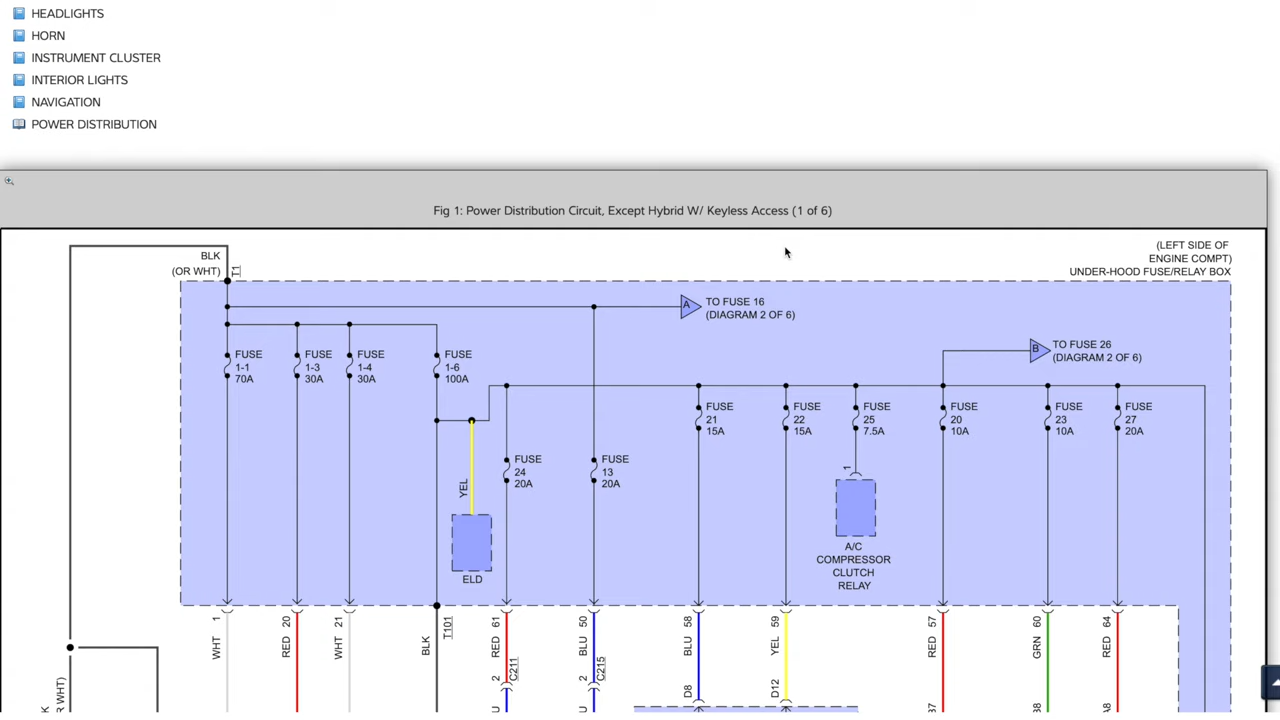 HEADLIGHTS
HORN
INSTRUMENT CLUSTER
INTERIOR LIGHTS
NAVIGATION
POWER DISTRIBUTION
Fig 1: Power Distribution Circuit, Except Hybrid W/ Keyless Access (1 of 6)
BLK
(OR WHT)
T1
(LEFT SIDE OF
ENGINE COMPT)
UNDER-HOOD FUSE/RELAY BOX
A
TO FUSE 16
(DIAGRAM 2 OF 6)
B
TO FUSE 26
(DIAGRAM 2 OF 6)
FUSE
1-1
70A
FUSE
1-3
30A
FUSE
1-4
30A
FUSE
1-6
100A
FUSE
21
15A
FUSE
22
15A
FUSE
25
7.5A
FUSE
20
10A
FUSE
23
10A
FUSE
27
20A
FUSE
24
20A
FUSE
13
20A
YEL
ELD
1
A/C
COMPRESSOR
CLUTCH
RELAY
WHT 1
RED 20
WHT 21
BLK
T101
RED 61
2
C211
BLU 50
2
C215
BLU 58
D8
YEL 59
D12
RED 57
GRN 60
RED 64